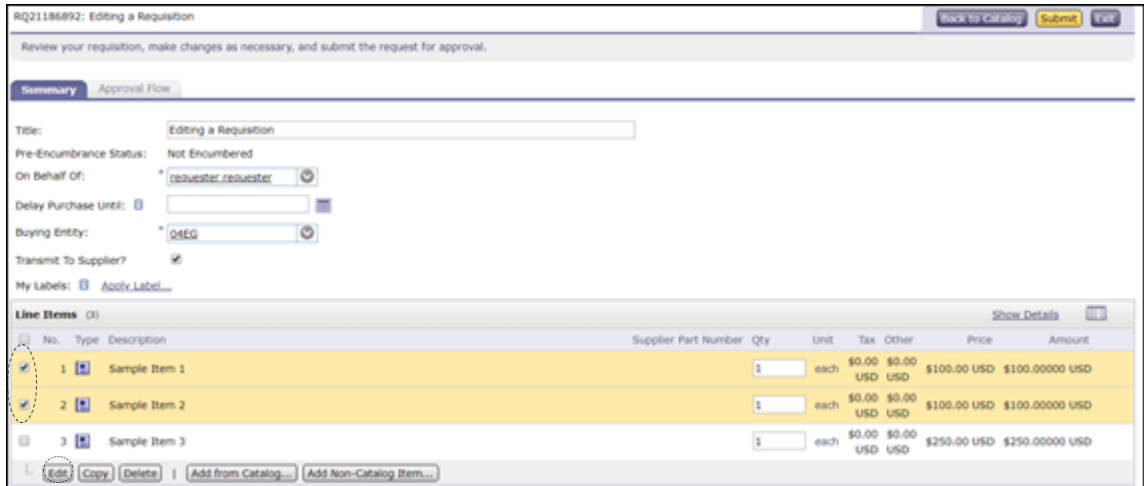 RQ21186892: Editing a Requisition
Back to Catalog Submit Exit
Review your requisition, make changes as necessary, and submit the request for approval.
Summary Approval Flow
Title: Editing a Requisition
Pre-Encumbrance Status: Not Encumbered
On Behalf Of: * requester requester
Delay Purchase Until:
Buying Entity: * 04EG
Transmit To Supplier?
My Labels: Apply Label...
Line Items (3) Show Details
No. Type Description Supplier Part Number Qty Unit Tax Other Price Amount
1 Sample Item 1 1 each $0.00 USD $0.00 USD $100.00 USD $100.00000 USD
2 Sample Item 2 1 each $0.00 USD $0.00 USD $100.00 USD $100.00000 USD
3 Sample Item 3 1 each $0.00 USD $0.00 USD $250.00 USD $250.00000 USD
Edit Copy Delete | Add from Catalog... Add Non-Catalog Item...